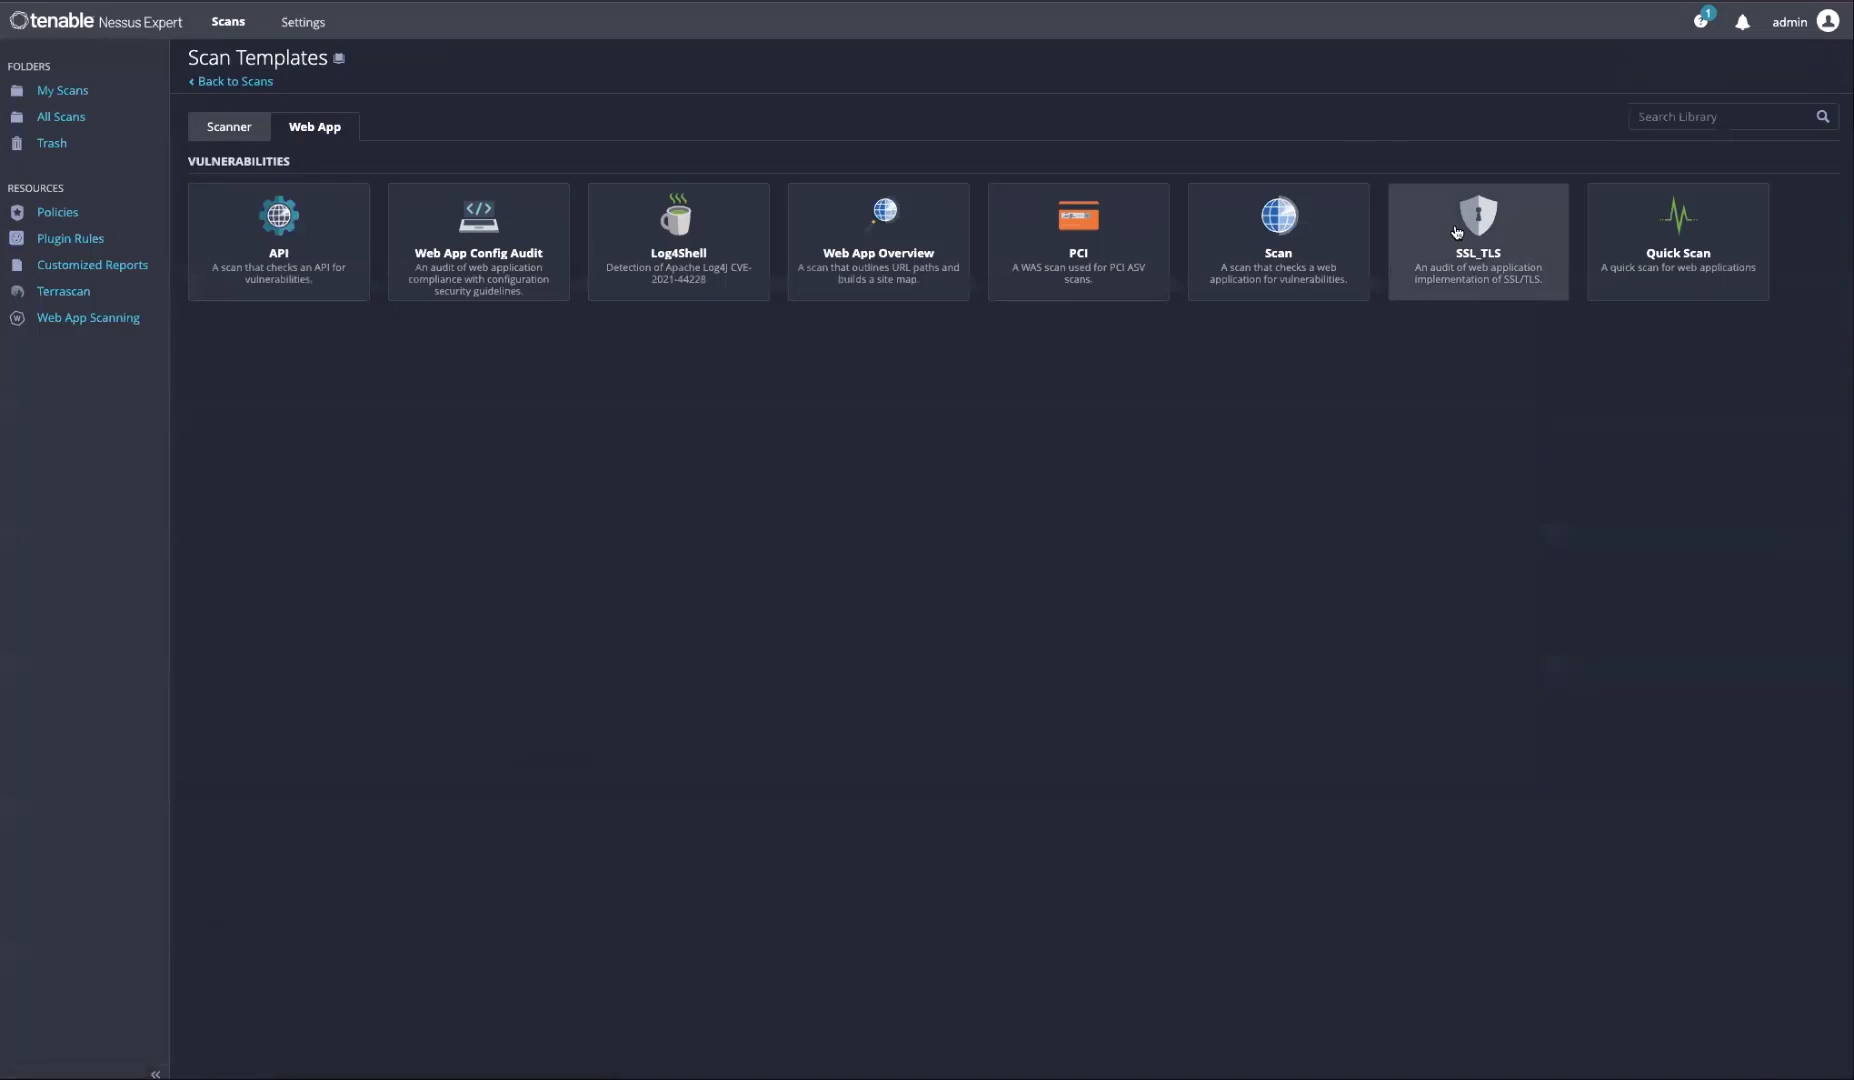 tenable Nessus Expert
Scans
Settings
1
admin
FOLDERS
My Scans
All Scans
Trash
RESOURCES
Policies
Plugin Rules
Customized Reports
Terrascan
Web App Scanning
Scan Templates
Back to Scans
Scanner
Web App
Search Library
VULNERABILITIES
API
A scan that checks an API for
vulnerabilities.
Web App Config Audit
An audit of web application
compliance with configuration
security guidelines.
Log4Shell
Detection of Apache Log4j CVE-
2021-44228
Web App Overview
A scan that outlines URL paths and
builds a site map.
PCI
A WAS scan used for PCI ASV
scans.
Scan
A scan that checks a web
application for vulnerabilities.
SSL_TLS
An audit of web application
implementation of SSL/TLS.
Quick Scan
A quick scan for web applications